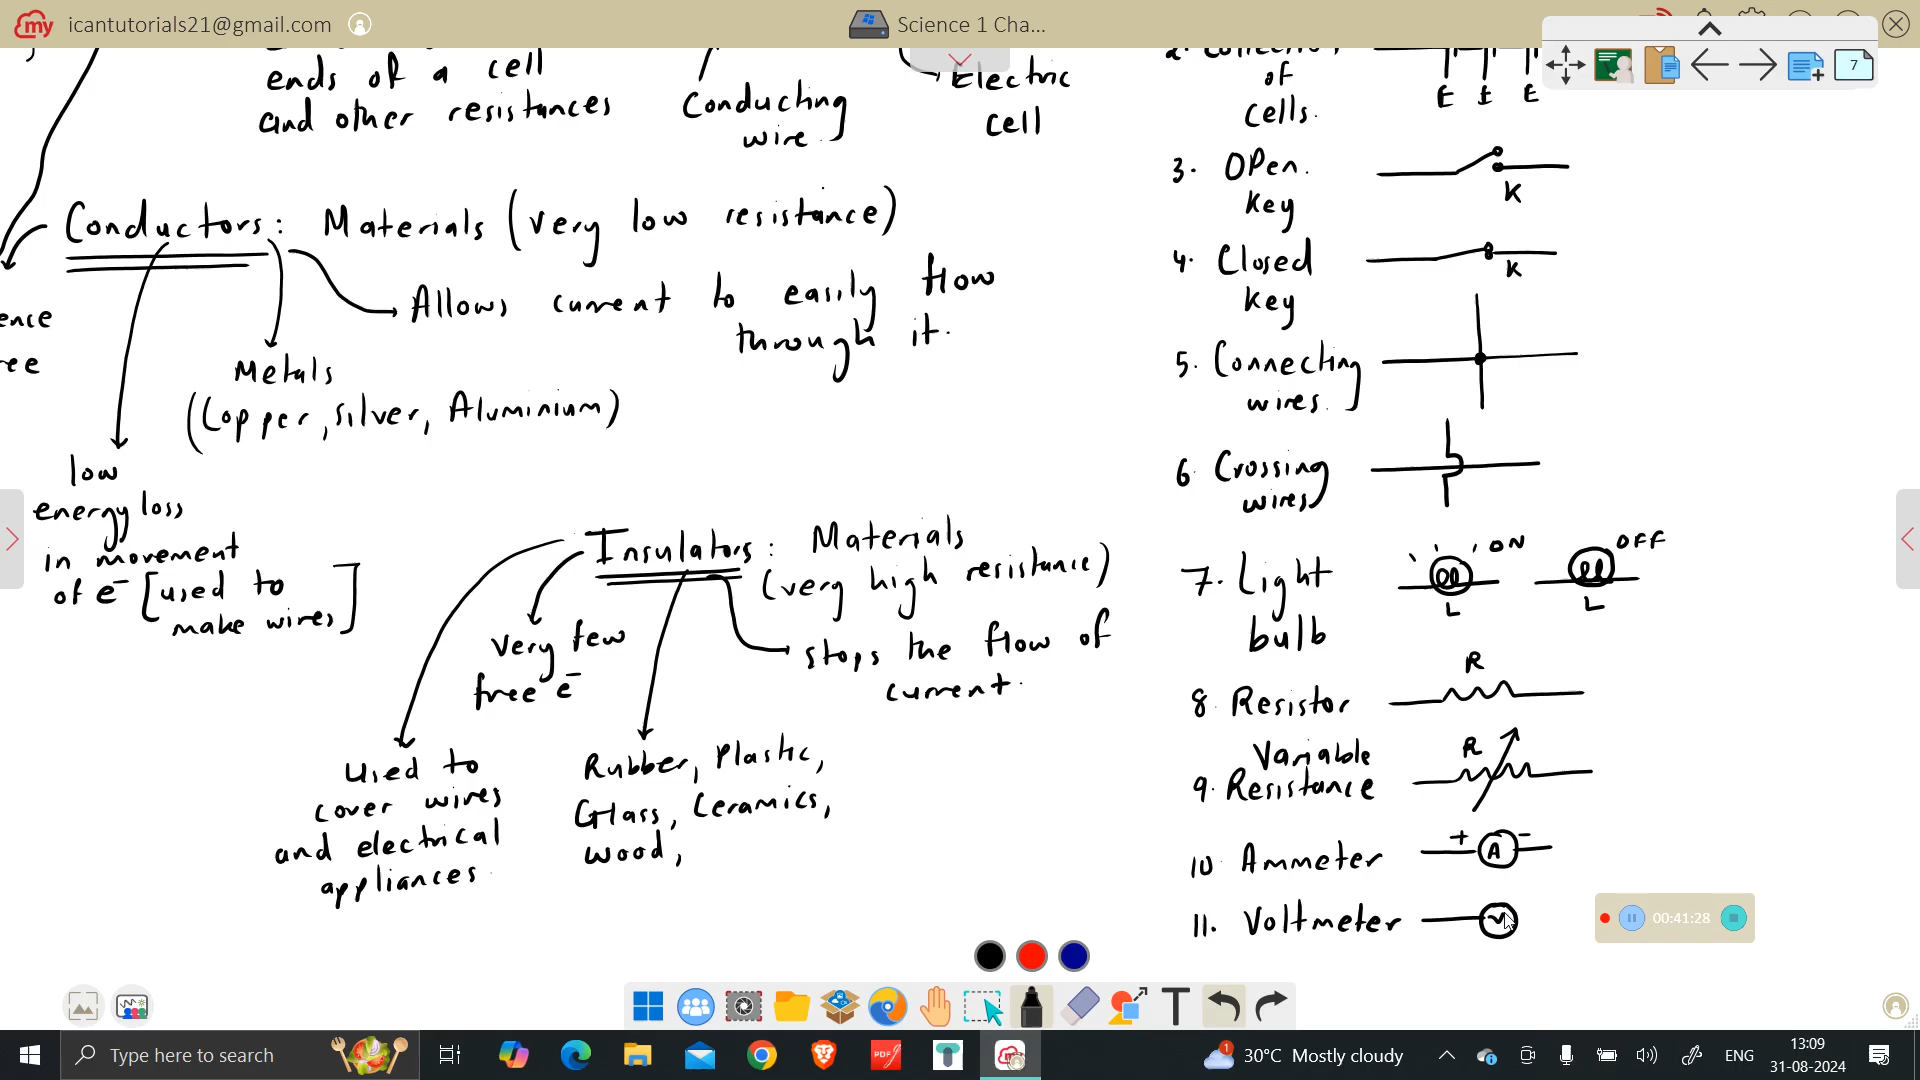 my icantutorials21@gmail.com
Science 1 Cha...
7
ends of a cell
and other resistances
Conducting
wire
Electric
cell
Conductors: Materials (very low resistance)
Allows current to easily flow
through it.
ence
ree
Metals
(Copper, silver, Aluminium)
low
energy loss
in movement
of e⁻ [used to
make wires]
Insulators: Materials
(very high resistance)
very few
free e⁻
stops the flow of
current.
Used to
cover wires
and electrical
appliances.
Rubber, Plastic,
Glass, Ceramics,
wood,
of
cells.
E E E
3. Open.
key
K
4. Closed
key
K
5. Connecting
wires.
6. Crossing
wires
7. Light
bulb
ON
L
OFF
L
8. Resistor
R
Variable
9. Resistance
R
10 Ammeter
+ A -
11. Voltmeter
00:41:28
T
Type here to search
PDF
1
30°C Mostly cloudy
ENG
13:09
31-08-2024